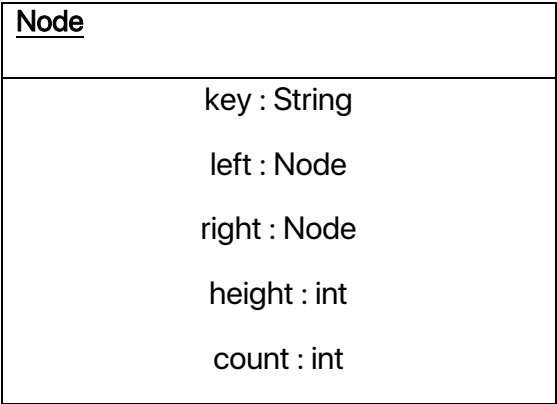 Node
key : String
left : Node
right : Node
height : int
count : int